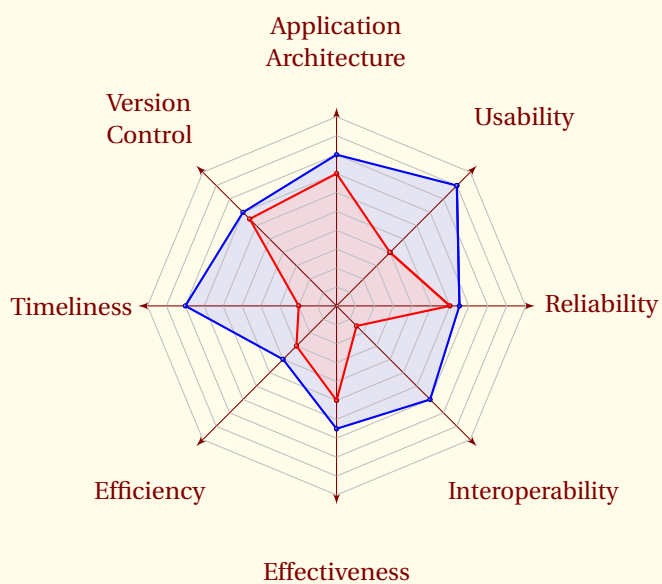 Application
Architecture
Version
Control
Usability
Timeliness
Reliability
Efficiency
Interoperability
Effectiveness